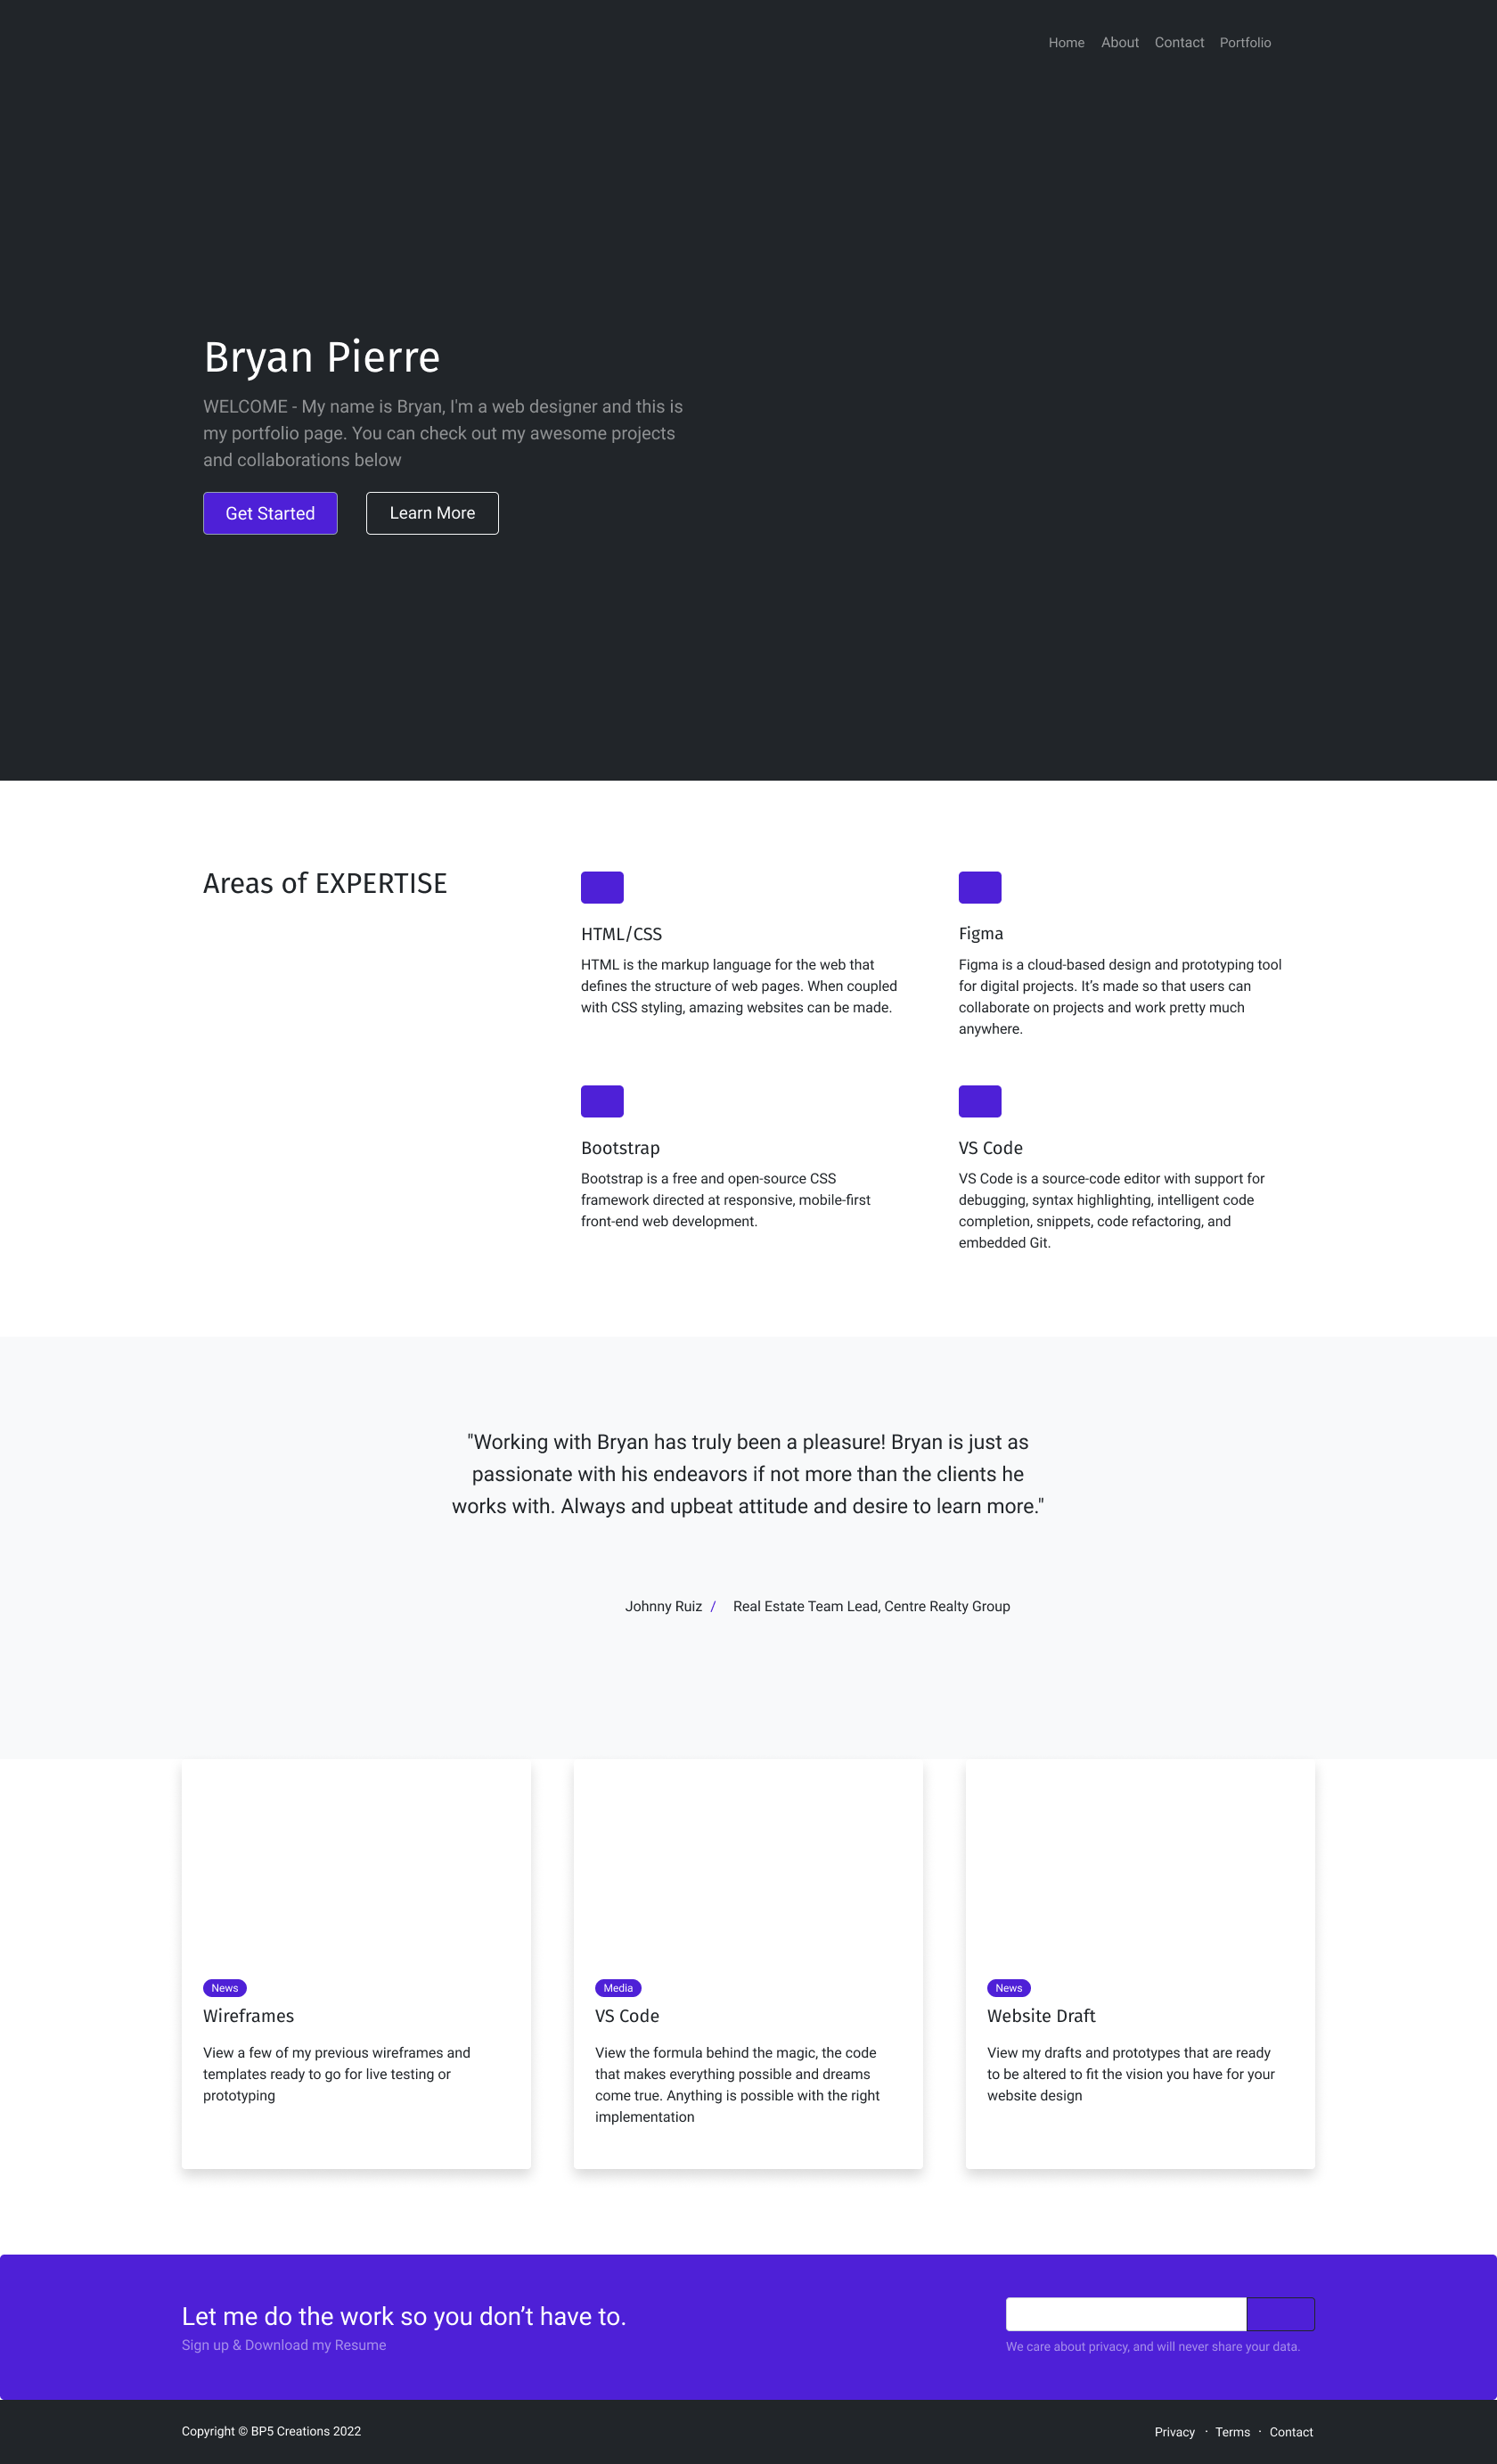 Home About Contact Portfolio
Bryan Pierre
WELCOME - My name is Bryan, I'm a web designer and this is
my portfolio page. You can check out my awesome projects
and collaborations below
Get Started Learn More
Areas of EXPERTISE
HTML/CSS
HTML is the markup language for the web that
defines the structure of web pages. When coupled
with CSS styling, amazing websites can be made.
Figma
Figma is a cloud-based design and prototyping tool
for digital projects. It’s made so that users can
collaborate on projects and work pretty much
anywhere.
Bootstrap
Bootstrap is a free and open-source CSS
framework directed at responsive, mobile-first
front-end web development.
VS Code
VS Code is a source-code editor with support for
debugging, syntax highlighting, intelligent code
completion, snippets, code refactoring, and
embedded Git.
"Working with Bryan has truly been a pleasure! Bryan is just as
passionate with his endeavors if not more than the clients he
works with. Always and upbeat attitude and desire to learn more."
Johnny Ruiz / Real Estate Team Lead, Centre Realty Group
News
Wireframes
View a few of my previous wireframes and
templates ready to go for live testing or
prototyping
Media
VS Code
View the formula behind the magic, the code
that makes everything possible and dreams
come true. Anything is possible with the right
implementation
News
Website Draft
View my drafts and prototypes that are ready
to be altered to fit the vision you have for your
website design
Let me do the work so you don’t have to.
Sign up & Download my Resume
We care about privacy, and will never share your data.
Copyright © BP5 Creations 2022
Privacy · Terms · Contact